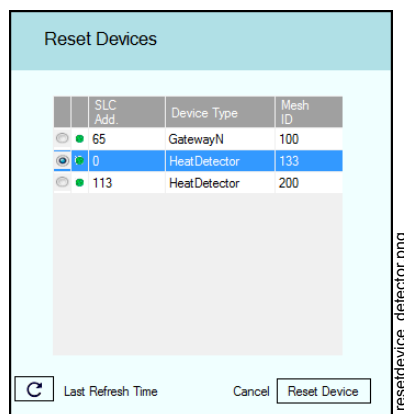 Reset Devices
SLC Add. Device Type Mesh ID
65 GatewayN 100
0 HeatDetector 133
113 HeatDetector 200
Last Refresh Time Cancel Reset Device
resetdevice_detector.png